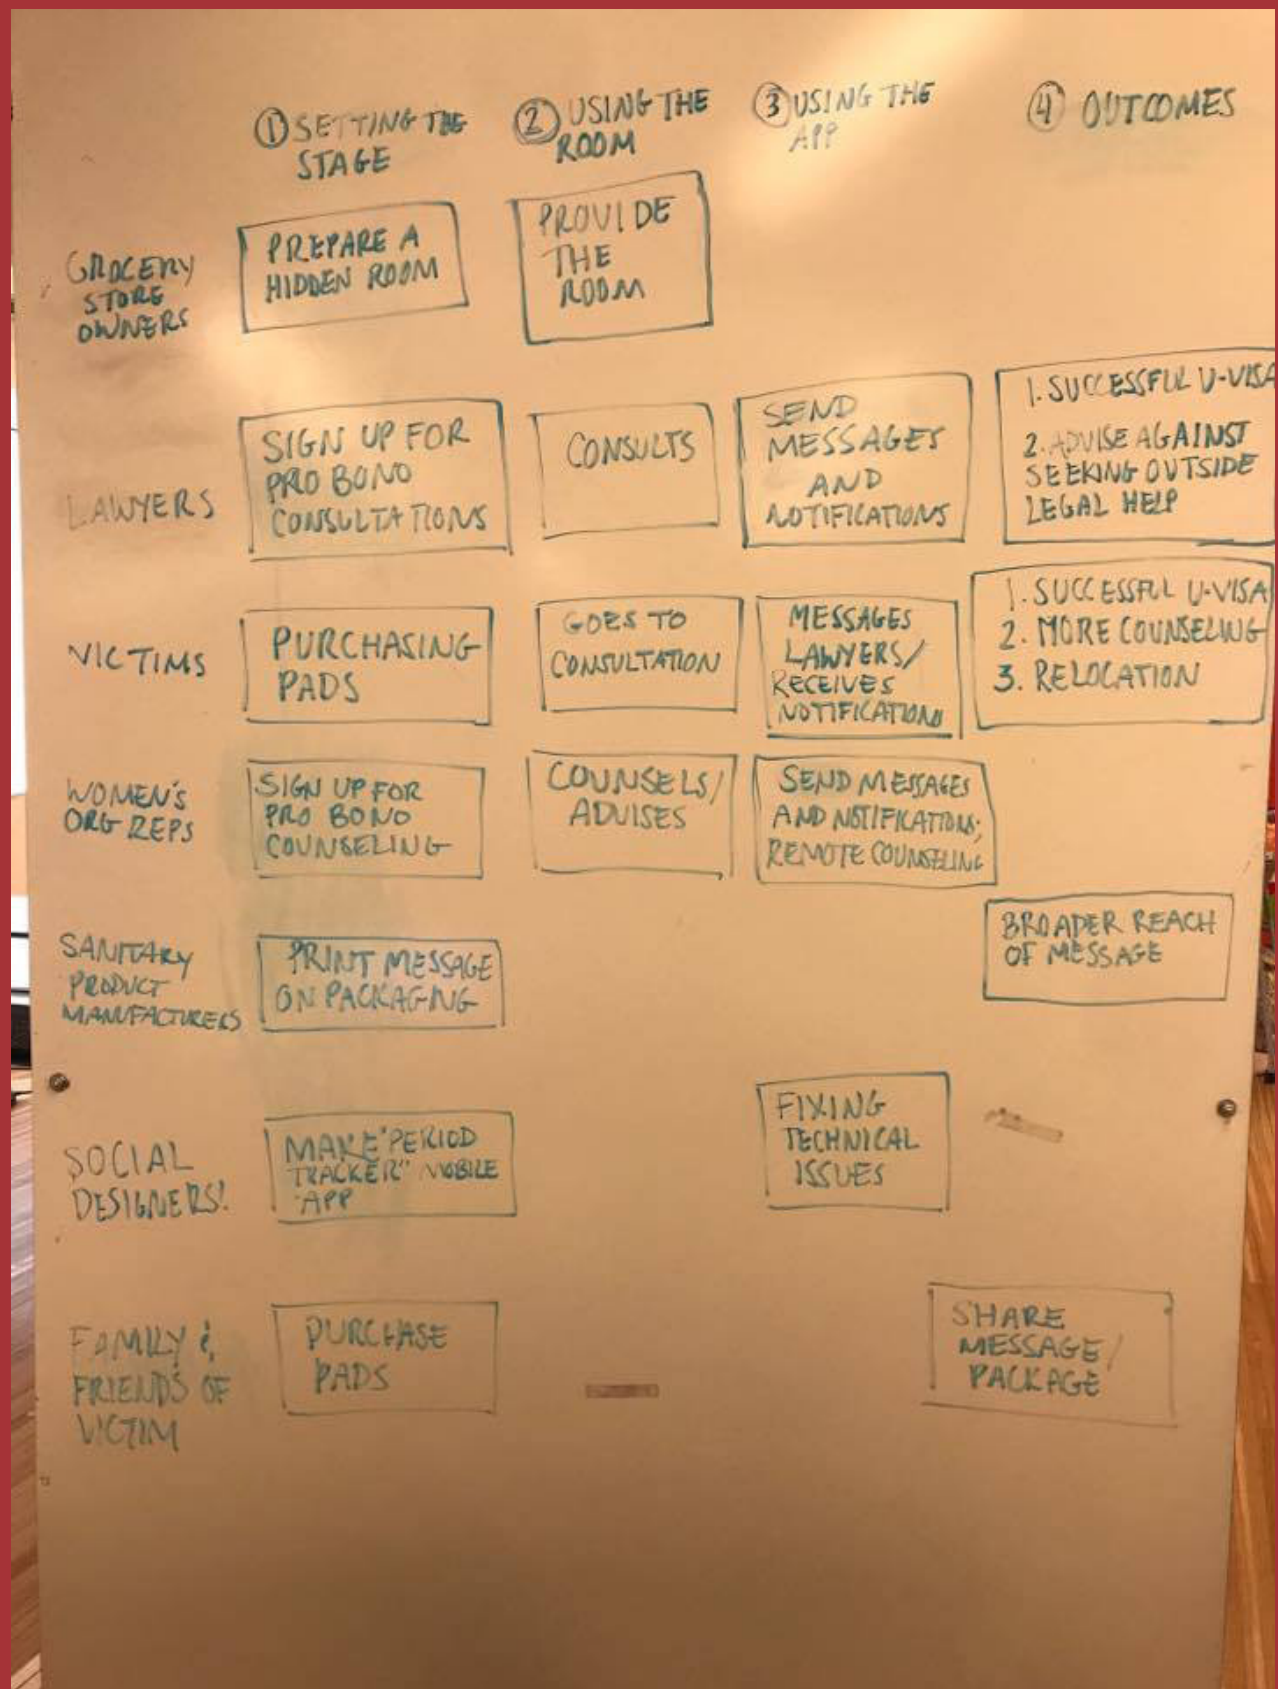 ① SETTING THE
STAGE
② USING THE
ROOM
③ USING THE
APP
④ OUTCOMES
GROCERY
STORE
OWNERS
PREPARE A
HIDDEN ROOM
PROVIDE
THE
ROOM
LAWYERS
SIGN UP FOR
PRO BONO
CONSULTATIONS
CONSULTS
SEND
MESSAGES
AND
NOTIFICATIONS
1. SUCCESSFUL U-VISA
2. ADVISE AGAINST
SEEKING OUTSIDE
LEGAL HELP
VICTIMS
PURCHASING
PADS
GOES TO
CONSULTATION
MESSAGES
LAWYERS/
RECEIVES
NOTIFICATIONS
1. SUCCESSFUL U-VISA
2. MORE COUNSELING
3. RELOCATION
WOMEN'S
ORG REPS
SIGN UP FOR
PRO BONO
COUNSELING
COUNSELS/
ADVISES
SEND MESSAGES
AND NOTIFICATIONS;
REMOTE COUNSELING
SANITARY
PRODUCT
MANUFACTURERS
PRINT MESSAGE
ON PACKAGING
BROADER REACH
OF MESSAGE
SOCIAL
DESIGNERS!
MAKE "PERIOD
TRACKER" MOBILE
APP
FIXING
TECHNICAL
ISSUES
FAMILY &
FRIENDS OF
VICTIM
PURCHASE
PADS
SHARE
MESSAGE/
PACKAGE